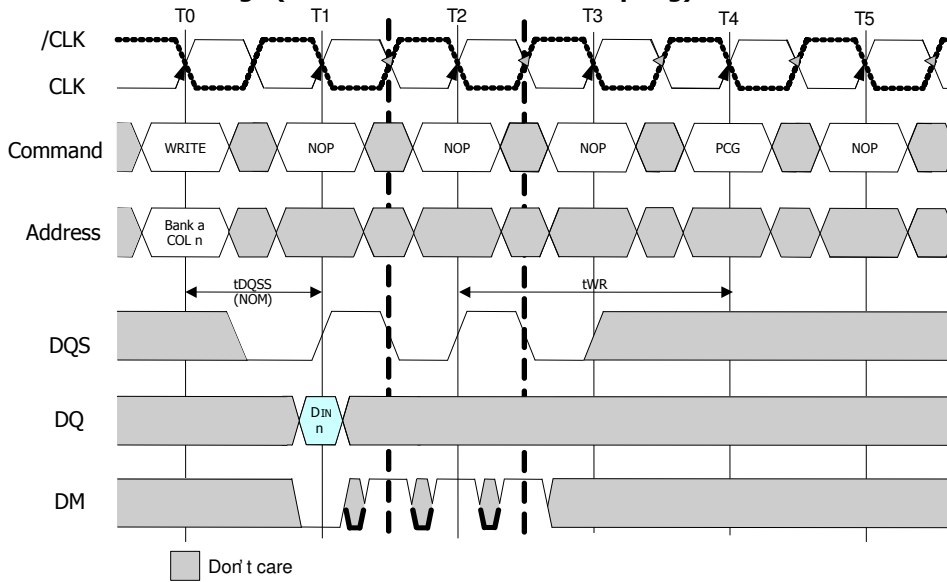 T0 T1 T2 T3 T4 T5
/CLK
CLK
Command WRITE NOP NOP NOP PCG NOP
Address Bank a
COL n
tDQSS
(NOM)
tWR
DQS
DQ DIN
n
DM
Don't care